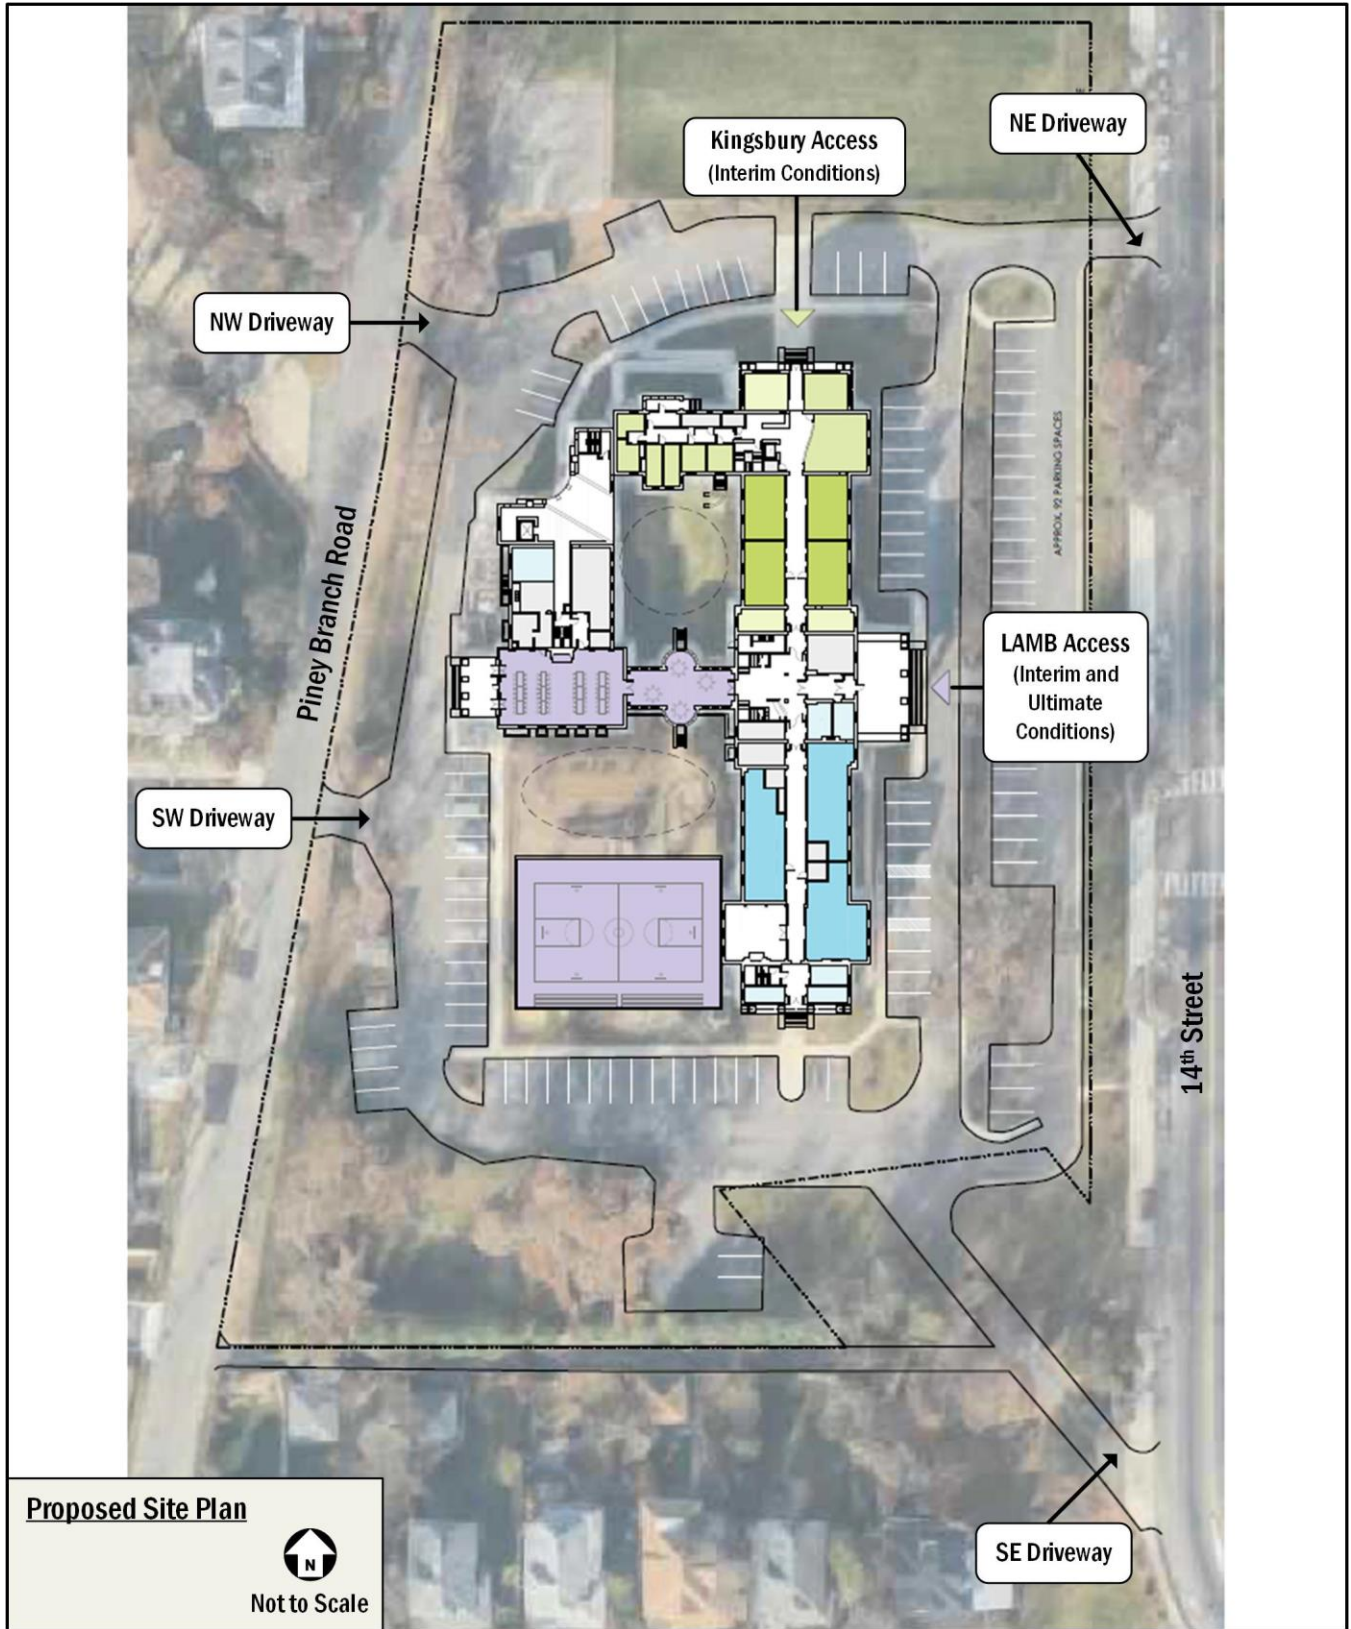 NE Driveway
Kingsbury Access
(Interim Conditions)
NW Driveway
APPROX. 92 PARKING SPACES
Piney Branch Road
LAMB Access
(Interim and
Ultimate
Conditions)
SW Driveway
14th Street
Proposed Site Plan
N
Not to Scale
SE Driveway